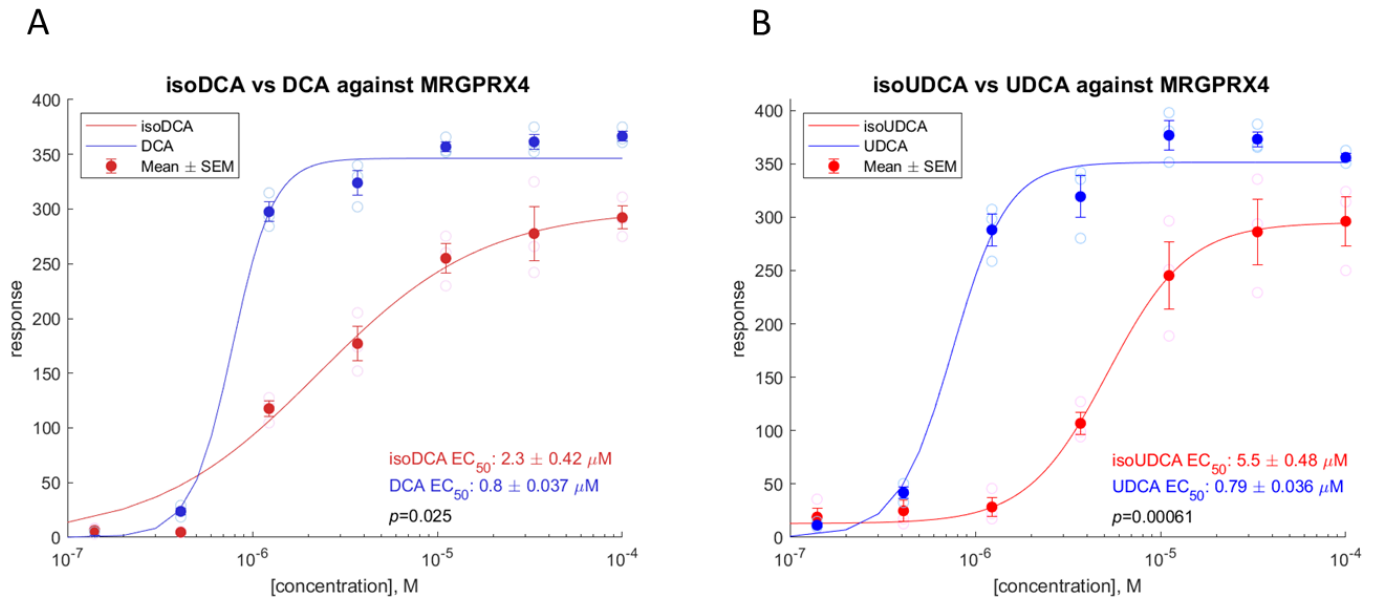 A
isoDCA vs DCA against MRGPRX4
400
350
300
250
200
150
100
50
0
response
isoDCA
DCA
Mean ± SEM
isoDCA EC50: 2.3 ± 0.42 μM
DCA EC50: 0.8 ± 0.037 μM
p=0.025
10-7
10-6
10-5
10-4
[concentration], M
B
isoUDCA vs UDCA against MRGPRX4
400
350
300
250
200
150
100
50
0
response
isoUDCA
UDCA
Mean ± SEM
isoUDCA EC50: 5.5 ± 0.48 μM
UDCA EC50: 0.79 ± 0.036 μM
p=0.00061
10-7
10-6
10-5
10-4
[concentration], M